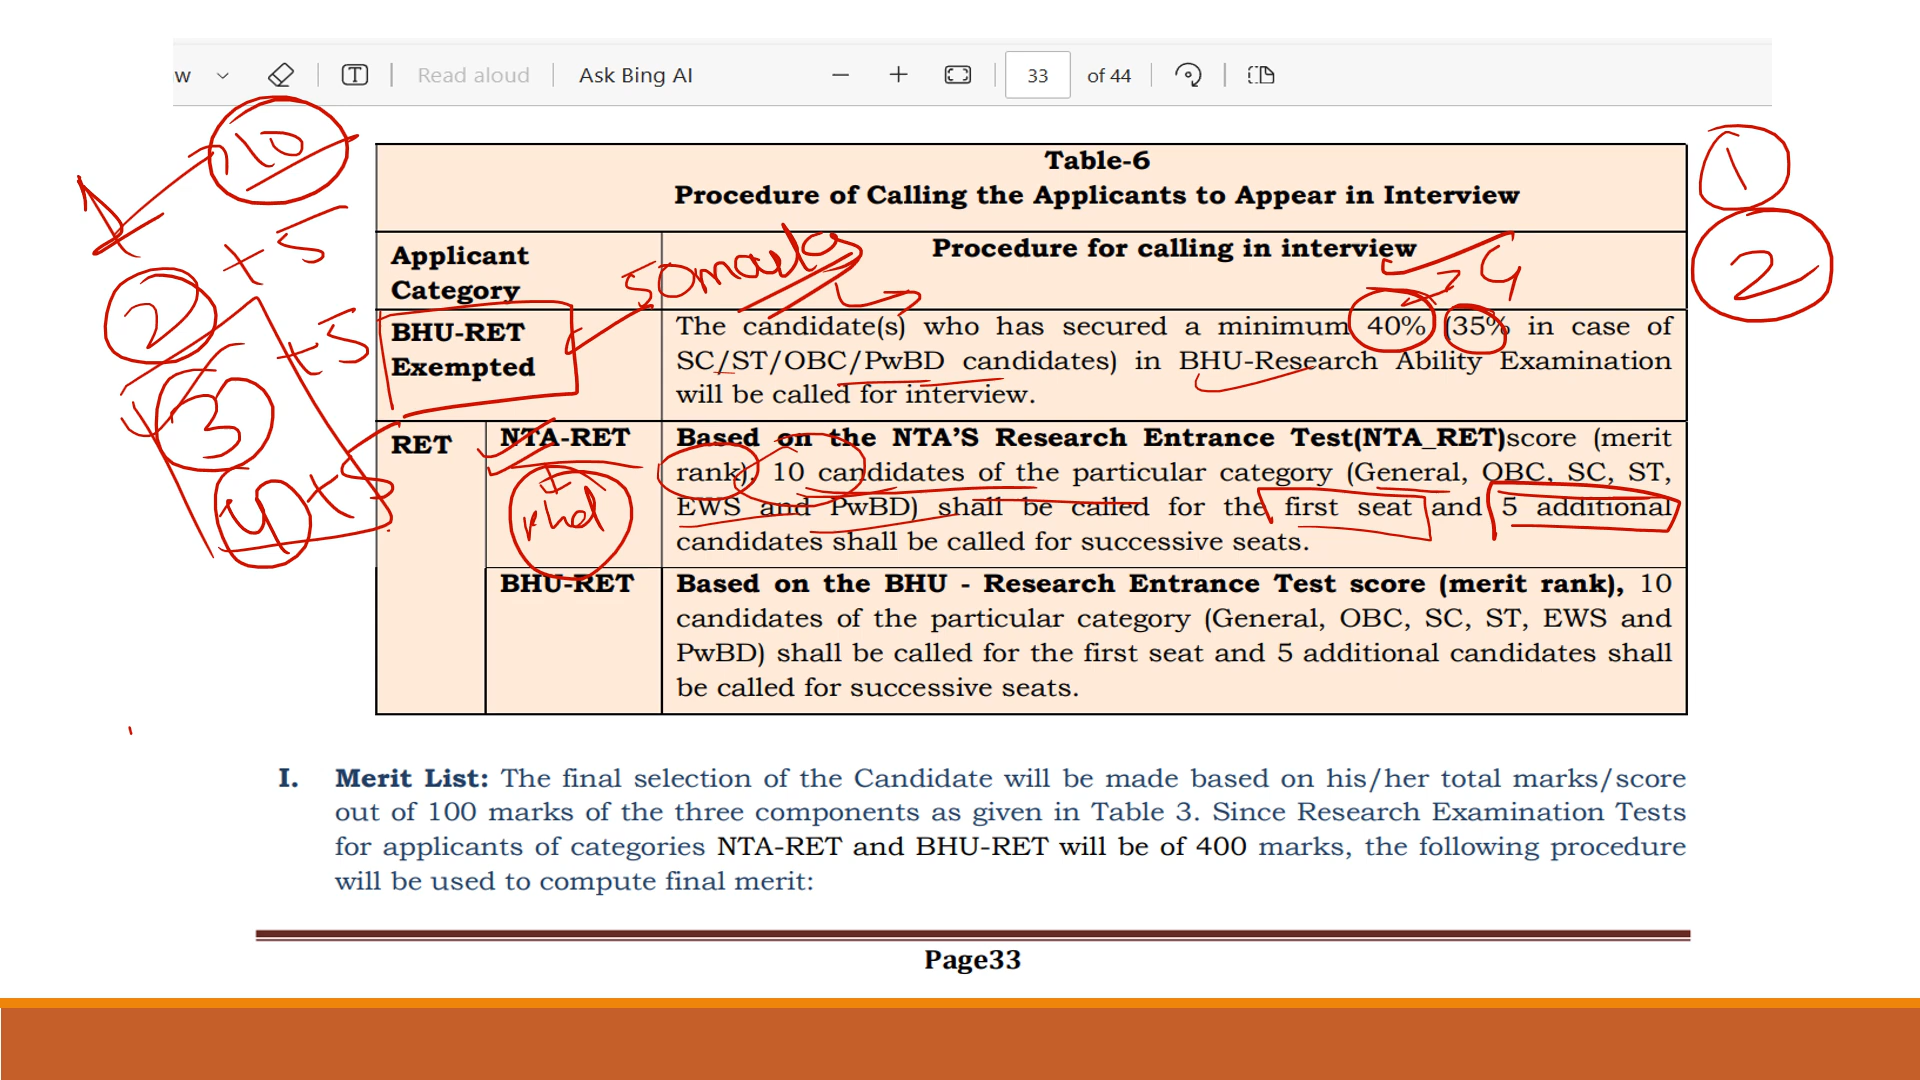 w Read aloud Ask Bing AI 33 of 44
Table-6
Procedure of Calling the Applicants to Appear in Interview
Applicant
Category
Procedure for calling in interview
BHU-RET
Exempted
The candidate(s) who has secured a minimum 40% (35% in case of
SC/ST/OBC/PwBD candidates) in BHU-Research Ability Examination
will be called for interview.
RET
NTA-RET
Based on the NTA’S Research Entrance Test(NTA_RET)score (merit
rank), 10 candidates of the particular category (General, OBC, SC, ST,
EWS and PwBD) shall be called for the first seat and 5 additional
candidates shall be called for successive seats.
BHU-RET
Based on the BHU - Research Entrance Test score (merit rank), 10
candidates of the particular category (General, OBC, SC, ST, EWS and
PwBD) shall be called for the first seat and 5 additional candidates shall
be called for successive seats.
I. Merit List: The final selection of the Candidate will be made based on his/her total marks/score
out of 100 marks of the three components as given in Table 3. Since Research Examination Tests
for applicants of categories NTA-RET and BHU-RET will be of 400 marks, the following procedure
will be used to compute final merit:
Page33
10
+5
2
+5
3
4 +5
50 marks
phd
1
2